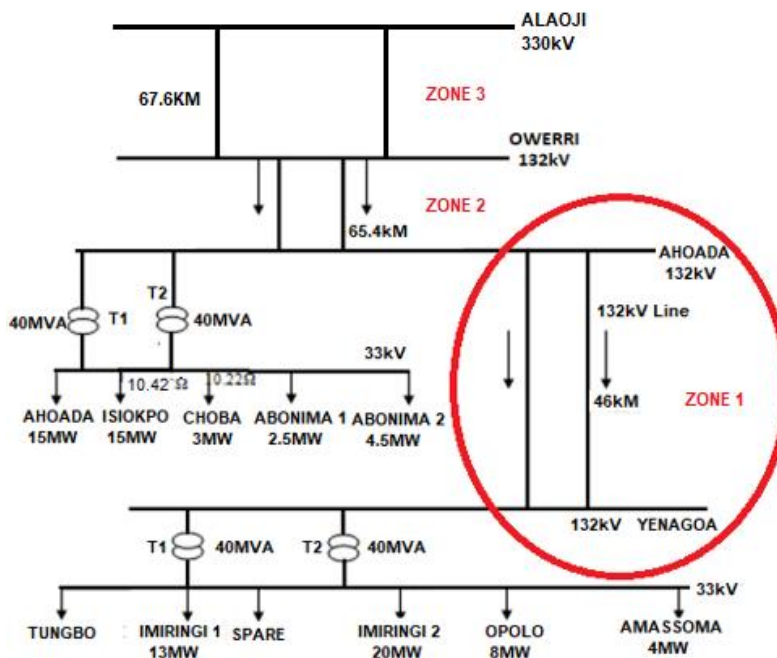 ALAOJI
330kV
67.6KM
ZONE 3
OWERRI
132kV
ZONE 2
65.4kM
AHOADA
132kV
T2
40MVA
T1
40MVA
132kV Line
33kV
10.42 Ω
10.22Ω
46kM
ZONE 1
AHOADA
15MW
ISIOKPO
15MW
CHOBA
3MW
ABONIMA 1
2.5MW
ABONIMA 2
4.5MW
132kV YENAGOA
T1
40MVA
T2
40MVA
33kV
TUNGBO
IMIRINGI 1
13MW
SPARE
IMIRINGI 2
20MW
OPOLO
8MW
AMASSOMA
4MW